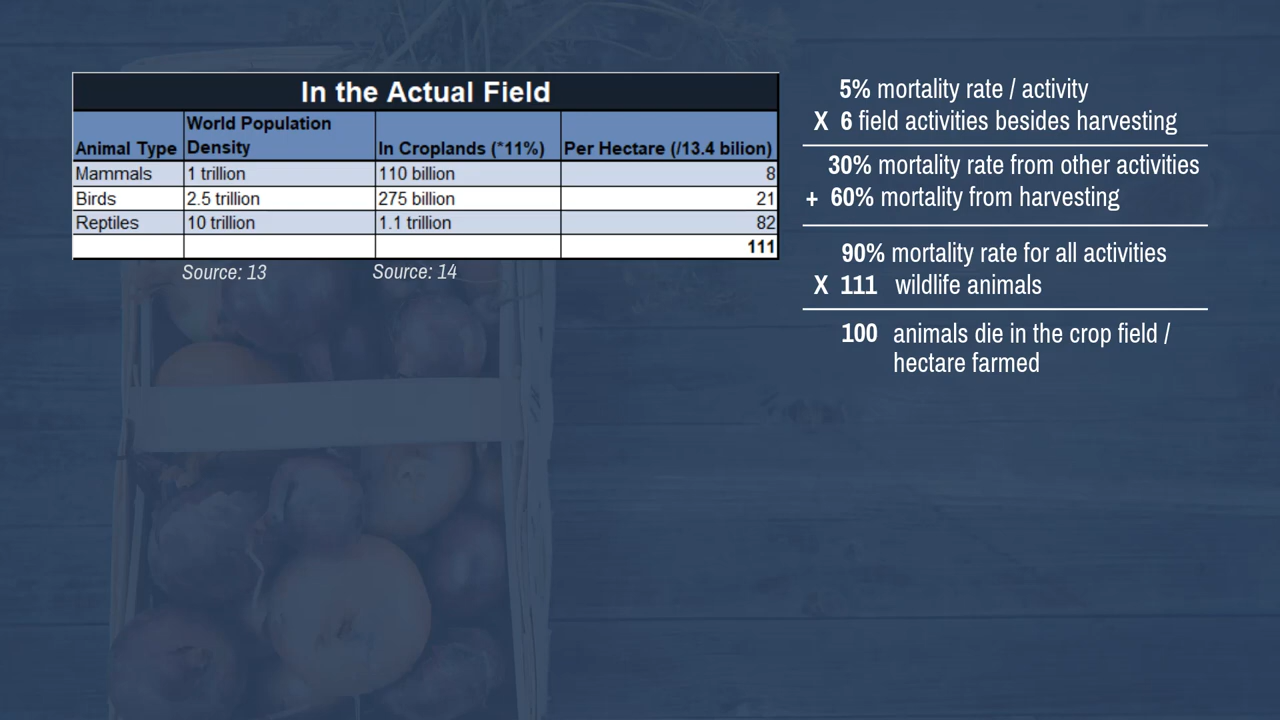 In the Actual Field
Animal Type World Population Density In Croplands (*11%) Per Hectare (/13.4 bilion)
Mammals 1 trillion 110 billion 8
Birds 2.5 trillion 275 billion 21
Reptiles 10 trillion 1.1 trillion 82
111
Source: 13 Source: 14
5% mortality rate / activity
X 6 field activities besides harvesting
30% mortality rate from other activities
+ 60% mortality from harvesting
90% mortality rate for all activities
X 111 wildlife animals
100 animals die in the crop field /
hectare farmed